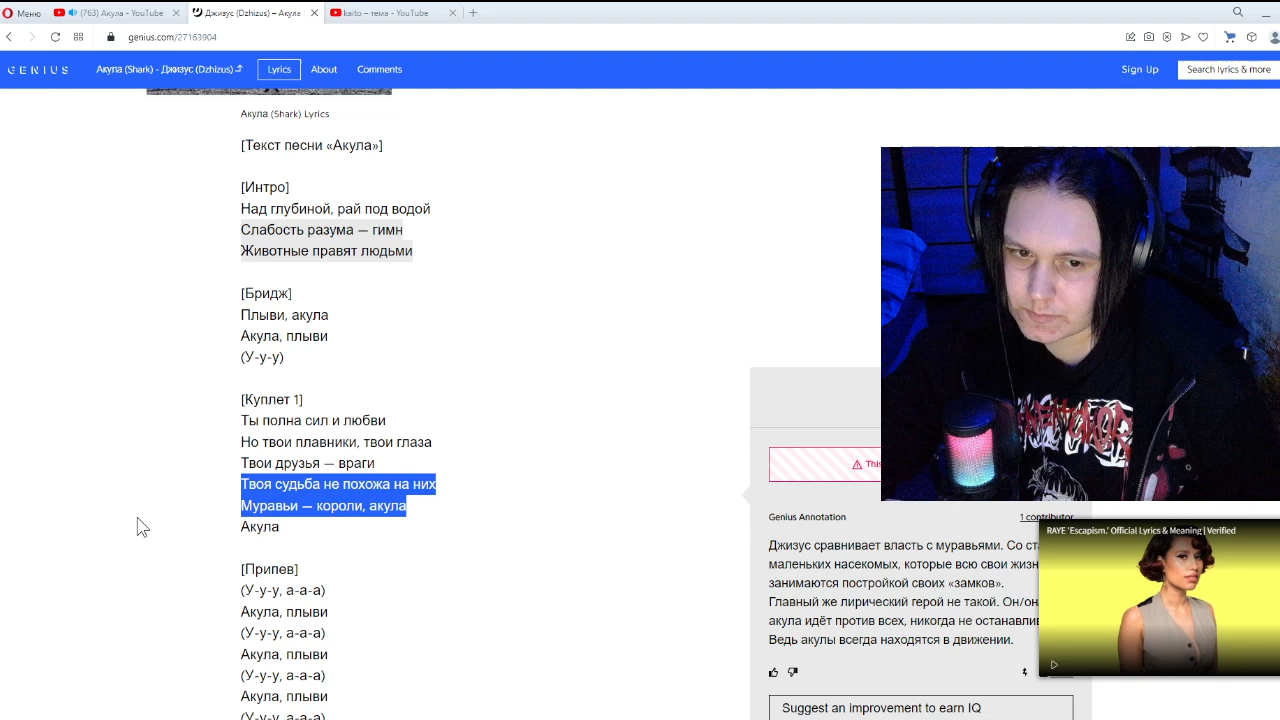 Меню
(763) Акула - YouTube
Джизус (Dzhizus) – Акула
kaito – тема - YouTube
genius.com/27163904
GENIUS
Акула (Shark) - Джизус (Dzhizus)
Lyrics
About
Comments
Sign Up
Search lyrics & more
Акула (Shark) Lyrics
[Текст песни «Акула»]
[Интро]
Над глубиной, рай под водой
Слабость разума — гимн
Животные правят людьми
[Бридж]
Плыви, акула
Акула, плыви
(У-у-у)
[Куплет 1]
Ты полна сил и любви
Но твои плавники, твои глаза
Твои друзья — враги
Твоя судьба не похожа на них
Муравьи — короли, акула
Акула
[Припев]
(У-у-у, а-а-а)
Акула, плыви
(У-у-у, а-а-а)
Акула, плыви
(У-у-у, а-а-а)
Акула, плыви
(У-у-у, а-а-а)
This
Genius Annotation
1 contributor
Джизус сравнивает власть с муравьями. Со ст
маленьких насекомых, которые всю свои жизн
занимаются постройкой своих «замков».
Главный же лирический герой не такой. Он/он
акула идёт против всех, никогда не останавли
Ведь акулы всегда находятся в движении.
Suggest an improvement to earn IQ
RAYE 'Escapism.' Official Lyrics & Meaning | Verified